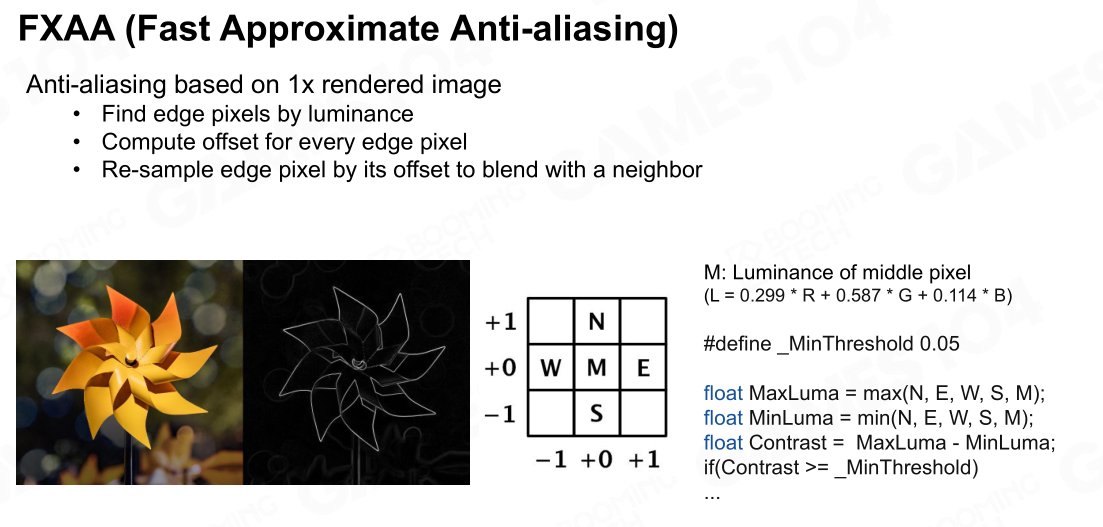 FXAA (Fast Approximate Anti-aliasing)
Anti-aliasing based on 1x rendered image
• Find edge pixels by luminance
• Compute offset for every edge pixel
• Re-sample edge pixel by its offset to blend with a neighbor
+1 N
+0 W M E
−1 S
−1 +0 +1
M: Luminance of middle pixel
(L = 0.299 * R + 0.587 * G + 0.114 * B)
#define _MinThreshold 0.05
float MaxLuma = max(N, E, W, S, M);
float MinLuma = min(N, E, W, S, M);
float Contrast =  MaxLuma - MinLuma;
if(Contrast >= _MinThreshold)
...
GAMES 104
BOOMING
TECH